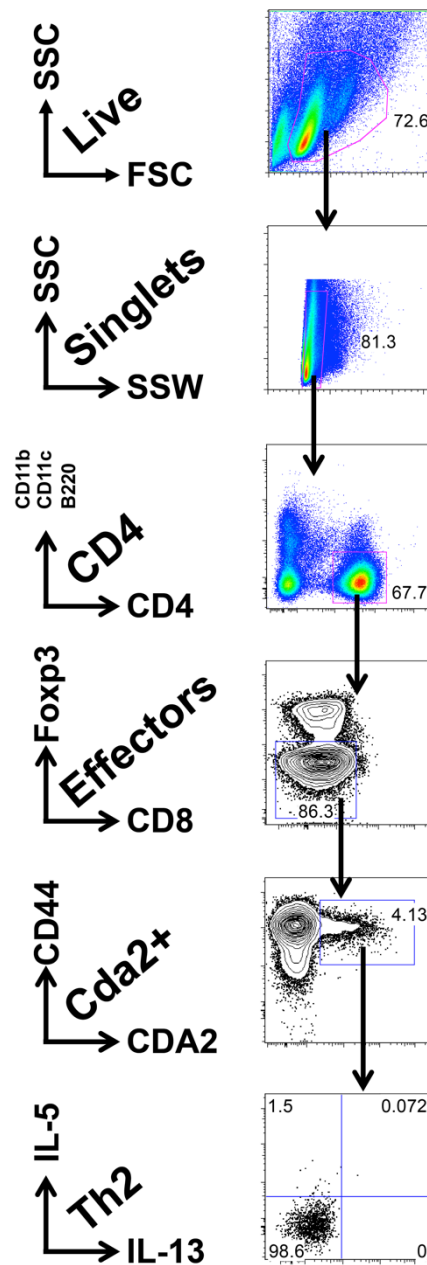 SSC
Live
FSC
72.6
SSC
Singlets
SSW
81.3
CD11b
CD11c
B220
CD4
CD4
67.7
Foxp3
Effectors
CD8
86.3
CD44
Cda2+
CDA2
4.13
IL-5
Th2
IL-13
1.5
0.072
98.6
0